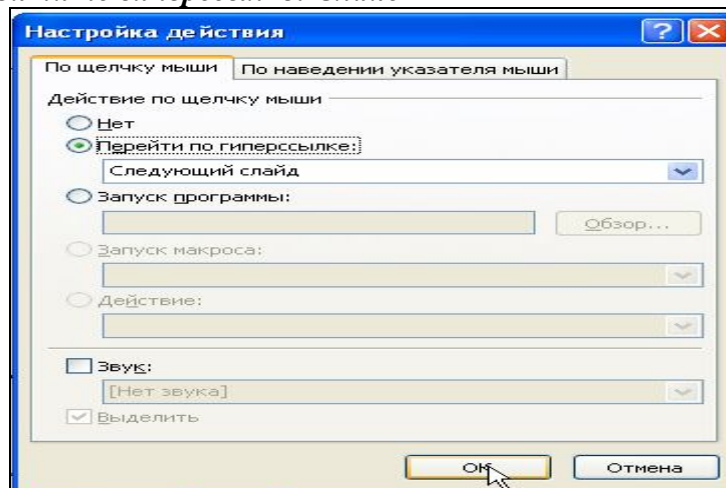 Настройка действия
По щелчку мыши
По наведении указателя мыши
Действие по щелчку мыши
Нет
Перейти по гиперссылке:
Следующий слайд
Запуск программы:
Обзор...
Запуск макроса:
Действие:
Звук:
[Нет звука]
Выделить
ОК
Отмена